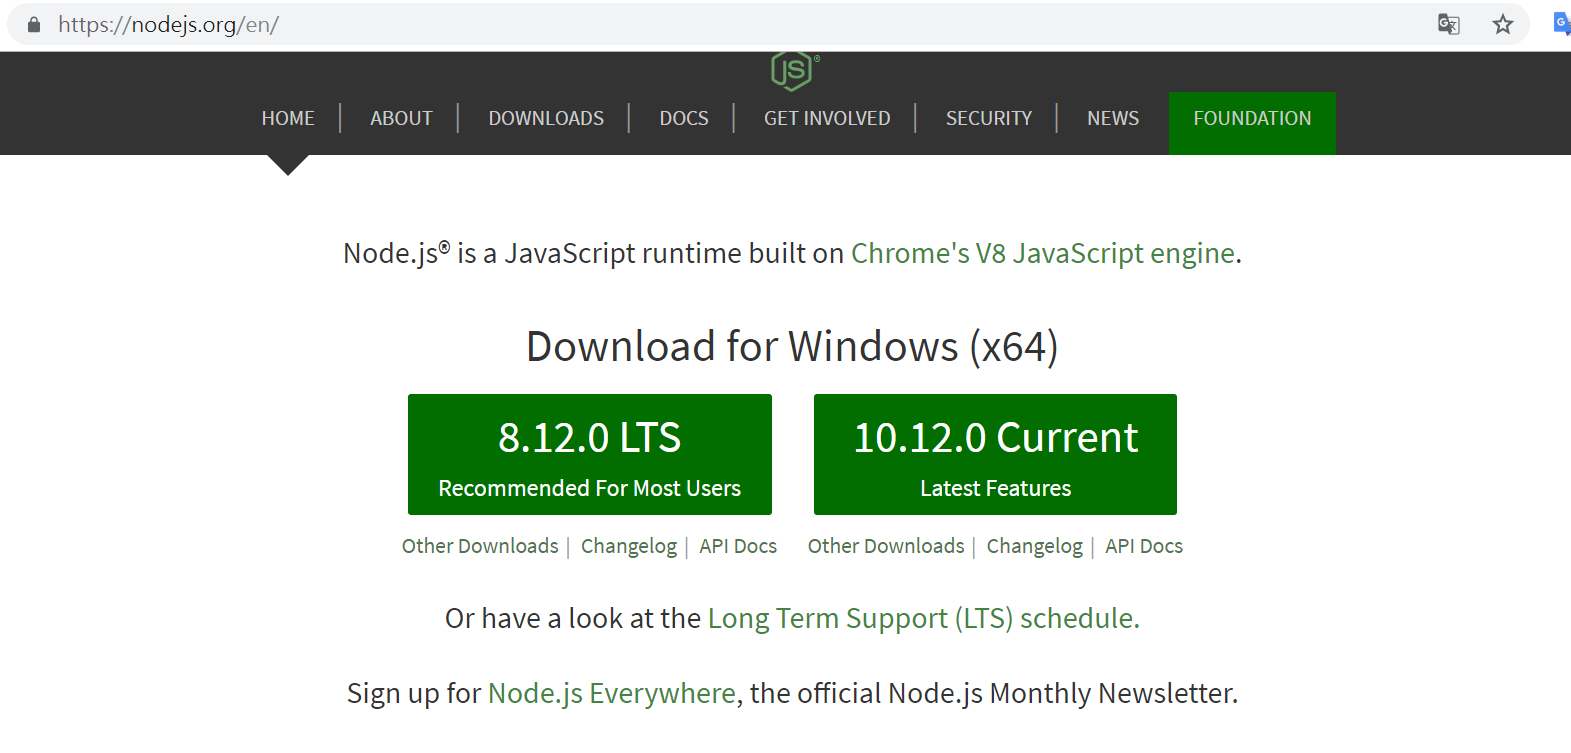 https://nodejs.org/en/
JS®
HOME | ABOUT | DOWNLOADS | DOCS | GET INVOLVED | SECURITY | NEWS FOUNDATION
Node.js® is a JavaScript runtime built on Chrome's V8 JavaScript engine.
Download for Windows (x64)
8.12.0 LTS
Recommended For Most Users
Other Downloads | Changelog | API Docs
10.12.0 Current
Latest Features
Other Downloads | Changelog | API Docs
Or have a look at the Long Term Support (LTS) schedule.
Sign up for Node.js Everywhere, the official Node.js Monthly Newsletter.